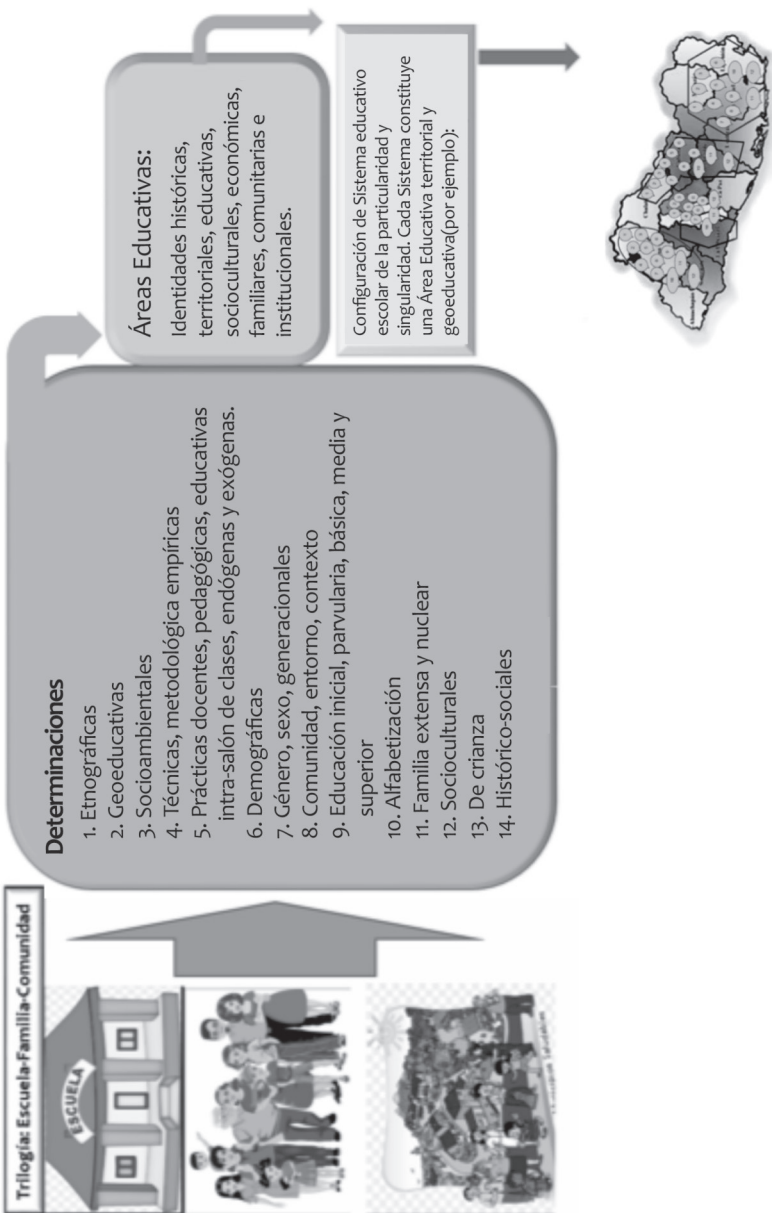 Trilogía: Escuela-Familia-Comunidad
ESCUELA
Determinaciones
1. Etnográficas
2. Geoeducativas
3. Socioambientales
4. Técnicas, metodológica empíricas
5. Prácticas docentes, pedagógicas, educativas
intra-salón de clases, endógenas y exógenas.
6. Demográficas
7. Género, sexo, generacionales
8. Comunidad, entorno, contexto
9. Educación inicial, parvularia, básica, media y
superior
10. Alfabetización
11. Familia extensa y nuclear
12. Socioculturales
13. De crianza
14. Histórico-sociales
Áreas Educativas:
Identidades históricas,
territoriales, educativas,
socioculturales, económicas,
familiares, comunitarias e
institucionales.
Configuración de Sistema educativo
escolar de la particularidad y
singularidad. Cada Sistema constituye
una Área Educativa territorial y
geoeducativa(por ejemplo):